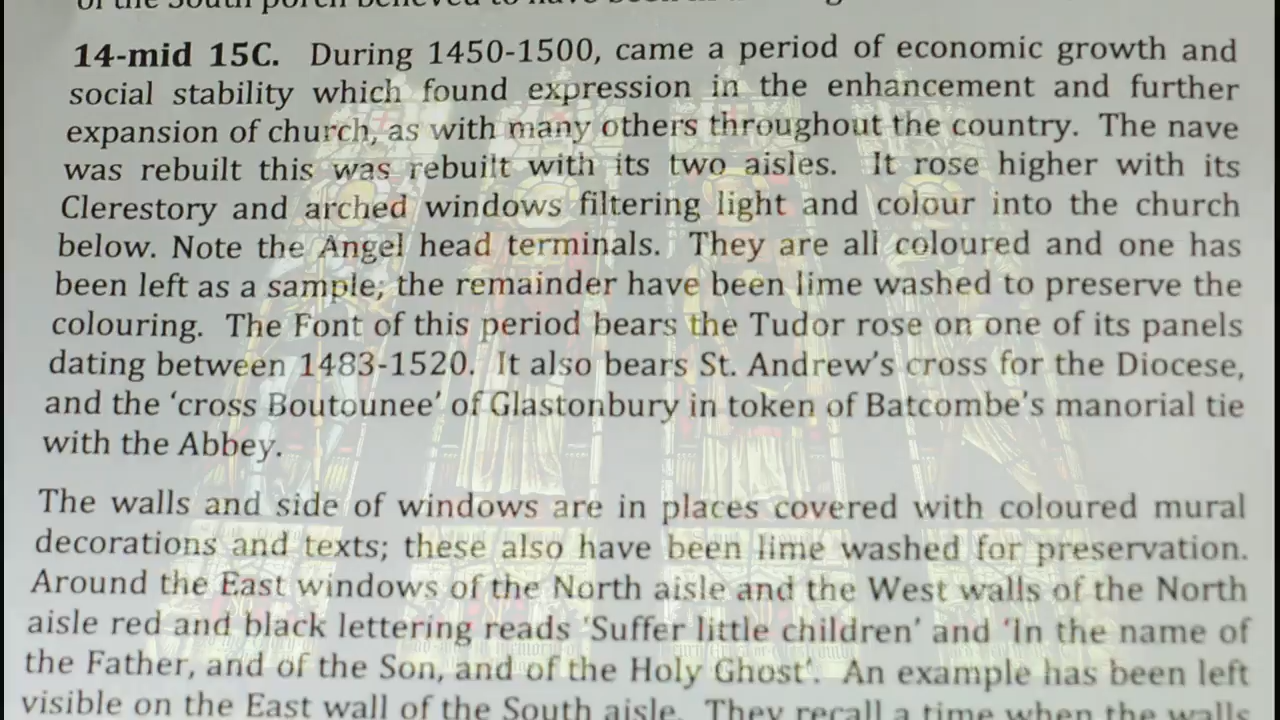 of the South porch believed to have been
14-mid 15C. During 1450-1500, came a period of economic growth and
social stability which found expression in the enhancement and further
expansion of church, as with many others throughout the country. The nave
was rebuilt this was rebuilt with its two aisles. It rose higher with its
Clerestory and arched windows filtering light and colour into the church
below. Note the Angel head terminals. They are all coloured and one has
been left as a sample; the remainder have been lime washed to preserve the
colouring. The Font of this period bears the Tudor rose on one of its panels
dating between 1483-1520. It also bears St. Andrew's cross for the Diocese,
and the 'cross Boutounee' of Glastonbury in token of Batcombe's manorial tie
with the Abbey.
The walls and side of windows are in places covered with coloured mural
decorations and texts; these also have been lime washed for preservation.
Around the East windows of the North aisle and the West walls of the North
aisle red and black lettering reads 'Suffer little children' and 'In the name of
the Father, and of the Son, and of the Holy Ghost'. An example has been left
visible on the East wall of the South aisle. They recall a time when the walls